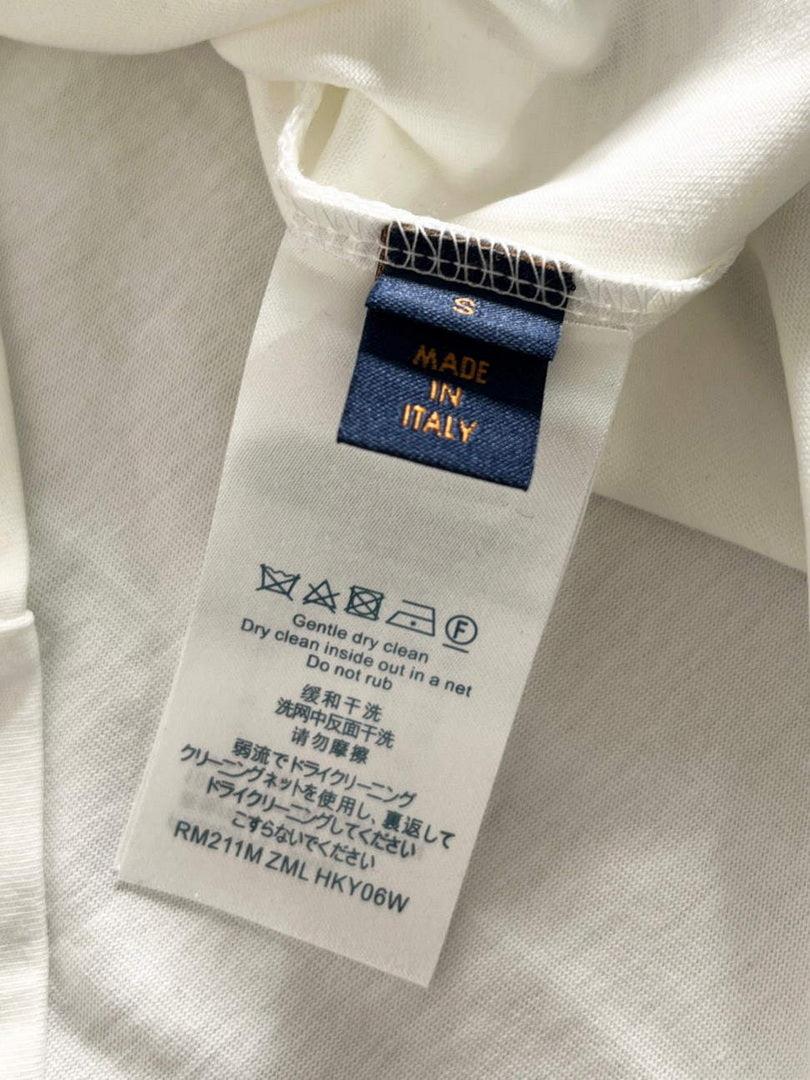 S
MADE
IN
ITALY
F
Gentle dry clean
Dry clean inside out in a net
Do not rub
缓和干洗
洗网中反面干洗
请勿摩擦
弱流でドライクリーニング
クリーニングネットを使用し、裏返して
ドライクリーニングしてください
こすらないでください
RM211M ZML HKY06W